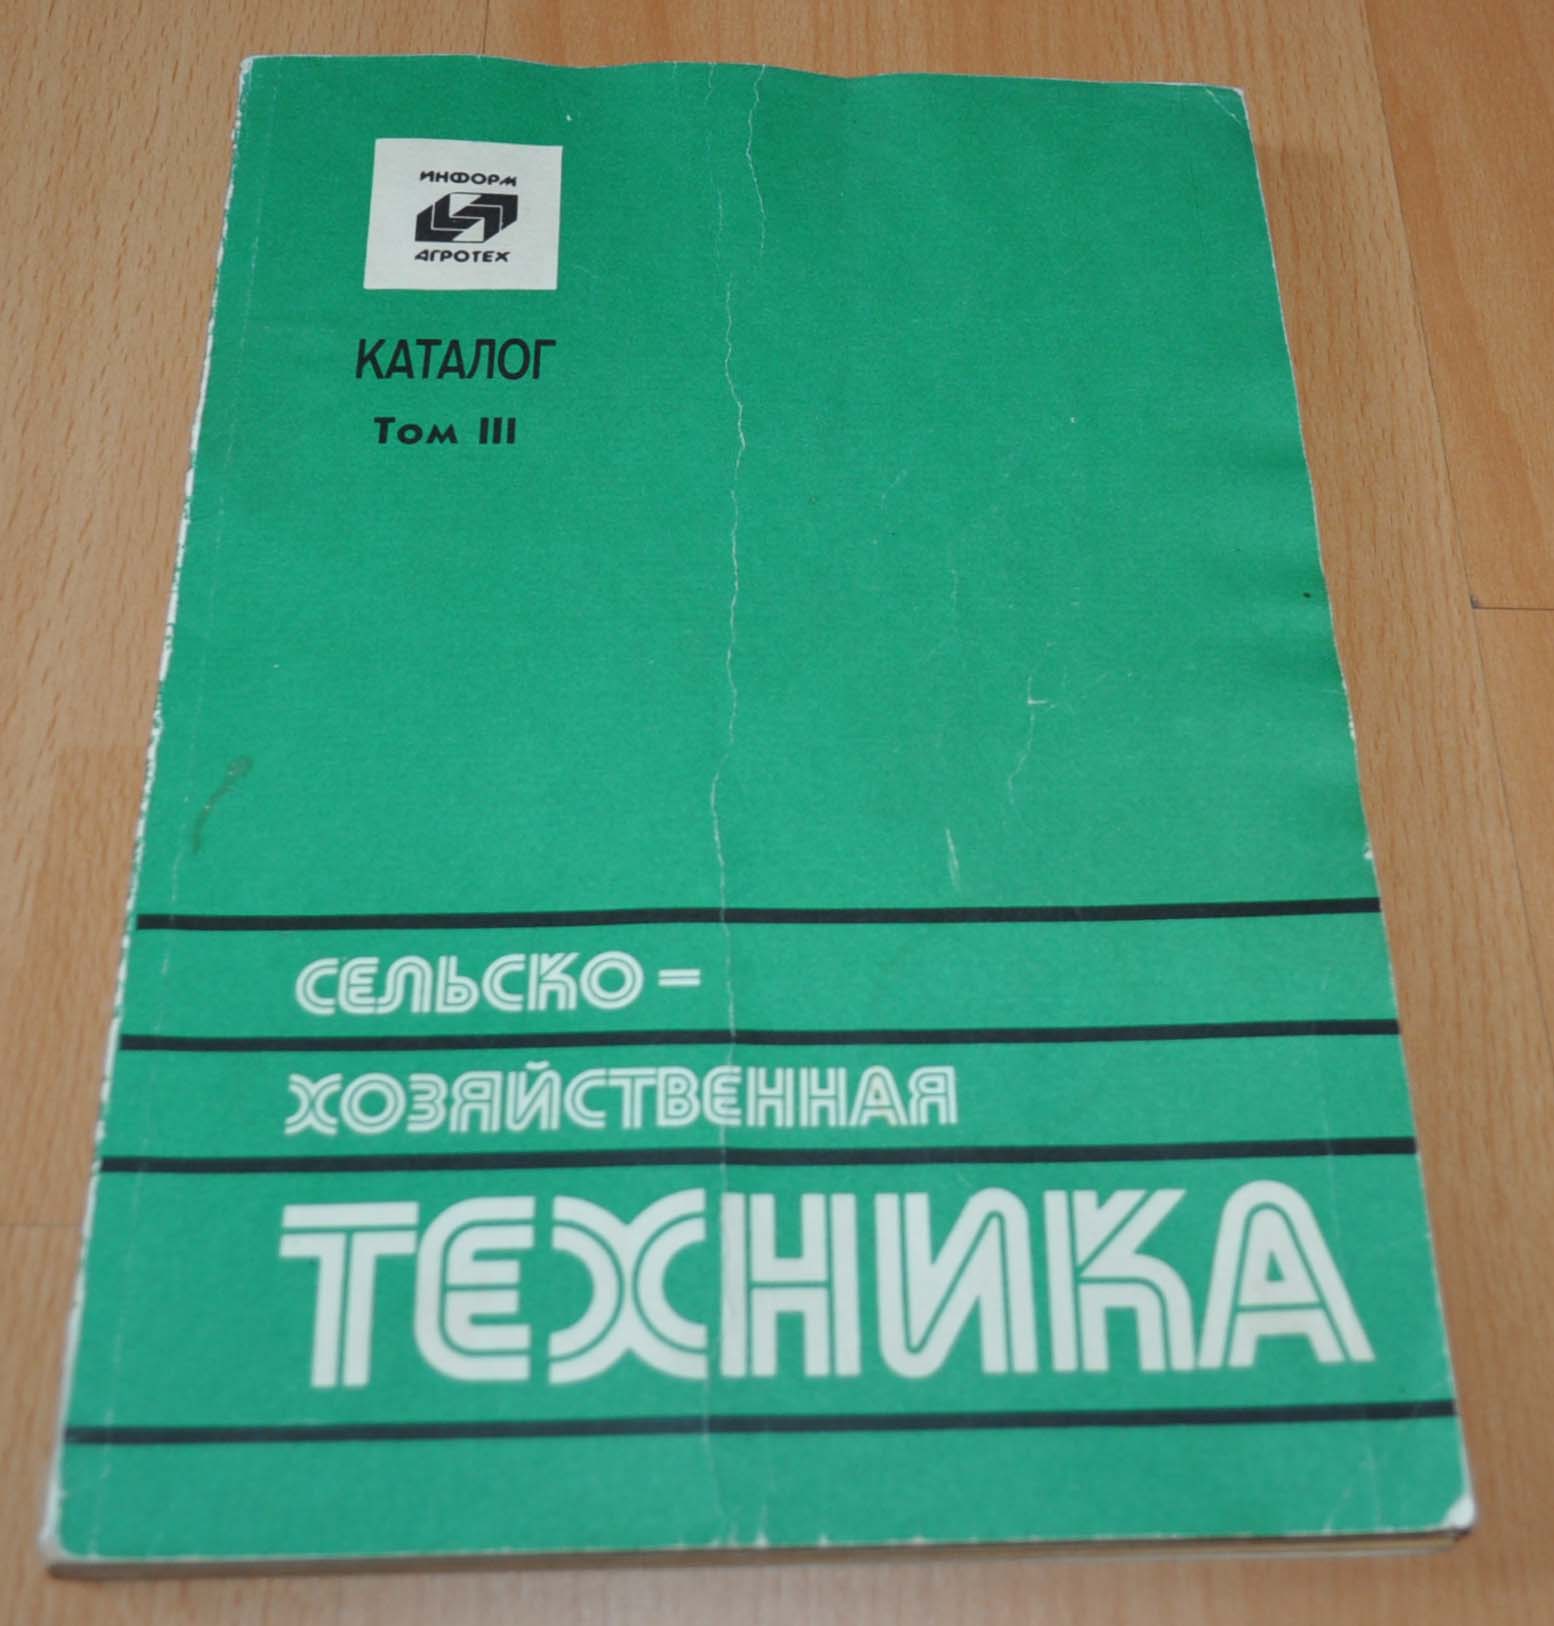 ИНФОРМ
АГРОТЕХ
КАТАЛОГ
Том III
СЕЛЬСКО=
ХОЗЯЙСТВЕННАЯ
ТЕХНИКА